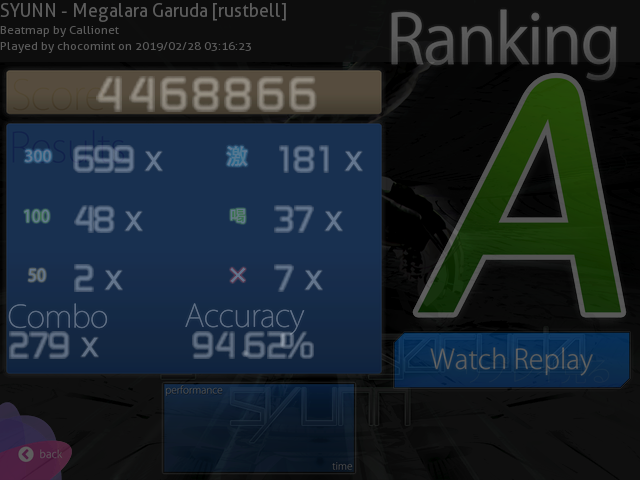 SYUNN - Megalara Garuda [rustbell]
Beatmap by Callionet
Played by chocomint on 2019/02/28 03:16:23
Ranking
Score 4468866
Results
300 699 x 激 181 x
100 48 x 喝 37 x
50 2 x × 7 x
Combo Accuracy
279 x 94.62%
A
Watch Replay
performance
time
syunn
back